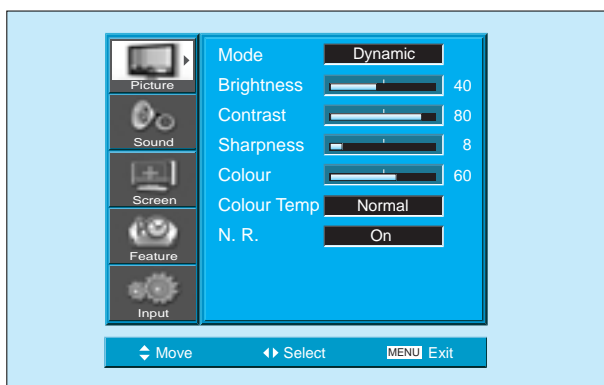 Picture
Sound
Screen
Feature
Input
Mode Dynamic
Brightness 40
Contrast 80
Sharpness 8
Colour 60
Colour Temp Normal
N. R. On
Move Select MENU Exit